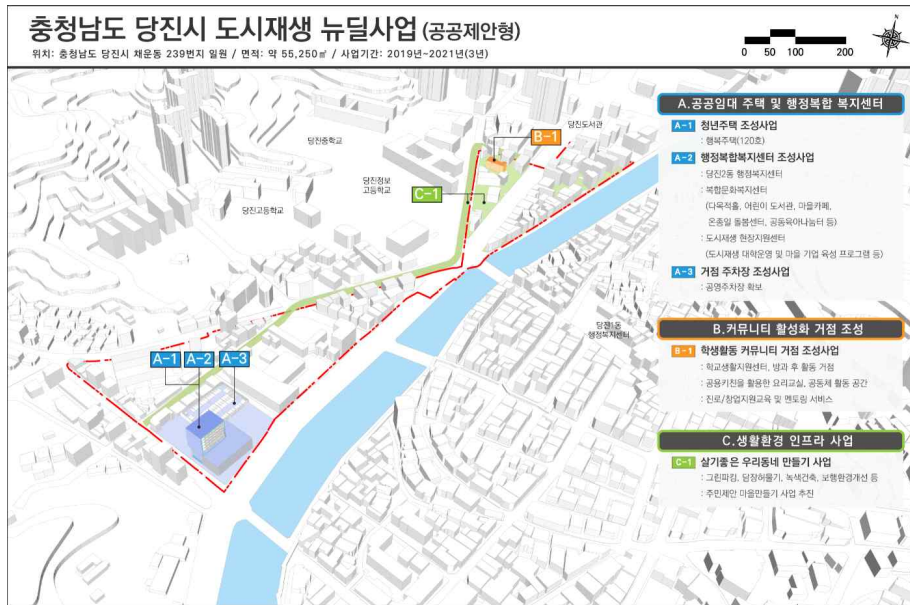 충청남도 당진시 도시재생 뉴딜사업 (공공제안형)
위치: 충청남도 당진시 채운동 239번지 일원 / 면적: 약 55,250㎡ / 사업기간: 2019년~2021년(3년)
0 50 100 200
당진중학교
당진도서관
B-1
당진정보
고등학교
C-1
당진고등학교
당진1동
행정복지센터
A-1 A-2 A-3
A.공공임대 주택 및 행정복합 복지센터
A-1 청년주택 조성사업
: 행복주택(120호)
A-2 행정복합복지센터 조성사업
: 당진2동 행정복지센터
: 복합문화복지센터
(다목적홀, 어린이 도서관, 마을카페,
온종일 돌봄센터, 공동육아나눔터 등)
: 도시재생 현장지원센터
(도시재생 대학운영 및 마을 기업 육성 프로그램 등)
A-3 거점 주차장 조성사업
: 공영주차장 확보
B.커뮤니티 활성화 거점 조성
B-1 학생활동 커뮤니티 거점 조성사업
: 학교생활지원센터, 방과 후 활동 거점
: 공용키친을 활용한 요리교실, 공동체 활동 공간
: 진로/창업지원교육 및 멘토링 서비스
C.생활환경 인프라 사업
C-1 살기좋은 우리동네 만들기 사업
: 그린파킹, 담장허물기, 녹색건축, 보행환경개선 등
: 주민제안 마을만들기 사업 추진